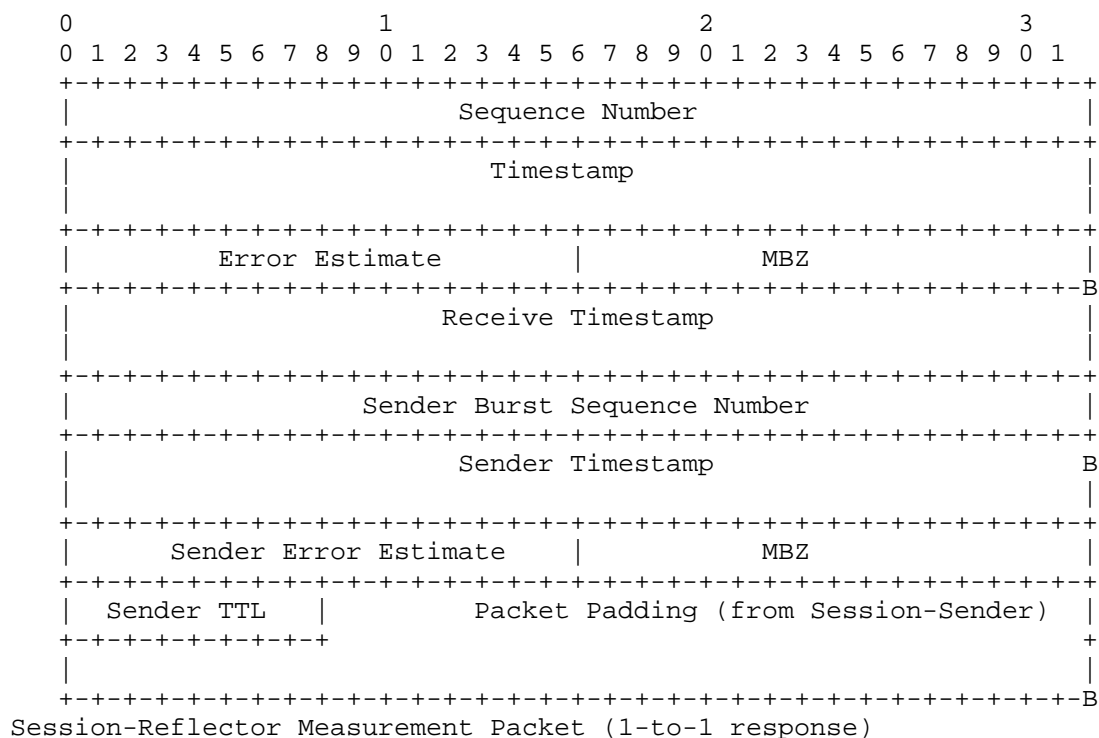 0                   1                   2                   3
0 1 2 3 4 5 6 7 8 9 0 1 2 3 4 5 6 7 8 9 0 1 2 3 4 5 6 7 8 9 0 1
+-+-+-+-+-+-+-+-+-+-+-+-+-+-+-+-+-+-+-+-+-+-+-+-+-+-+-+-+-+-+-+-+
|                        Sequence Number                        |
+-+-+-+-+-+-+-+-+-+-+-+-+-+-+-+-+-+-+-+-+-+-+-+-+-+-+-+-+-+-+-+-+
|                          Timestamp                            |
|                                                               |
+-+-+-+-+-+-+-+-+-+-+-+-+-+-+-+-+-+-+-+-+-+-+-+-+-+-+-+-+-+-+-+-+
|         Error Estimate        |           MBZ                 |
+-+-+-+-+-+-+-+-+-+-+-+-+-+-+-+-+-+-+-+-+-+-+-+-+-+-+-+-+-+-+-+-B
|                       Receive Timestamp                       |
|                                                               |
+-+-+-+-+-+-+-+-+-+-+-+-+-+-+-+-+-+-+-+-+-+-+-+-+-+-+-+-+-+-+-+-+
|                  Sender Burst Sequence Number                 |
+-+-+-+-+-+-+-+-+-+-+-+-+-+-+-+-+-+-+-+-+-+-+-+-+-+-+-+-+-+-+-+-+
|                        Sender Timestamp                       B
|                                                               |
+-+-+-+-+-+-+-+-+-+-+-+-+-+-+-+-+-+-+-+-+-+-+-+-+-+-+-+-+-+-+-+-+
|      Sender Error Estimate    |           MBZ                 |
+-+-+-+-+-+-+-+-+-+-+-+-+-+-+-+-+-+-+-+-+-+-+-+-+-+-+-+-+-+-+-+-+
|  Sender TTL   |         Packet Padding (from Session-Sender)  |
+-+-+-+-+-+-+-+-+                                               +
|                                                               |
+-+-+-+-+-+-+-+-+-+-+-+-+-+-+-+-+-+-+-+-+-+-+-+-+-+-+-+-+-+-+-+-B
Session-Reflector Measurement Packet (1-to-1 response)